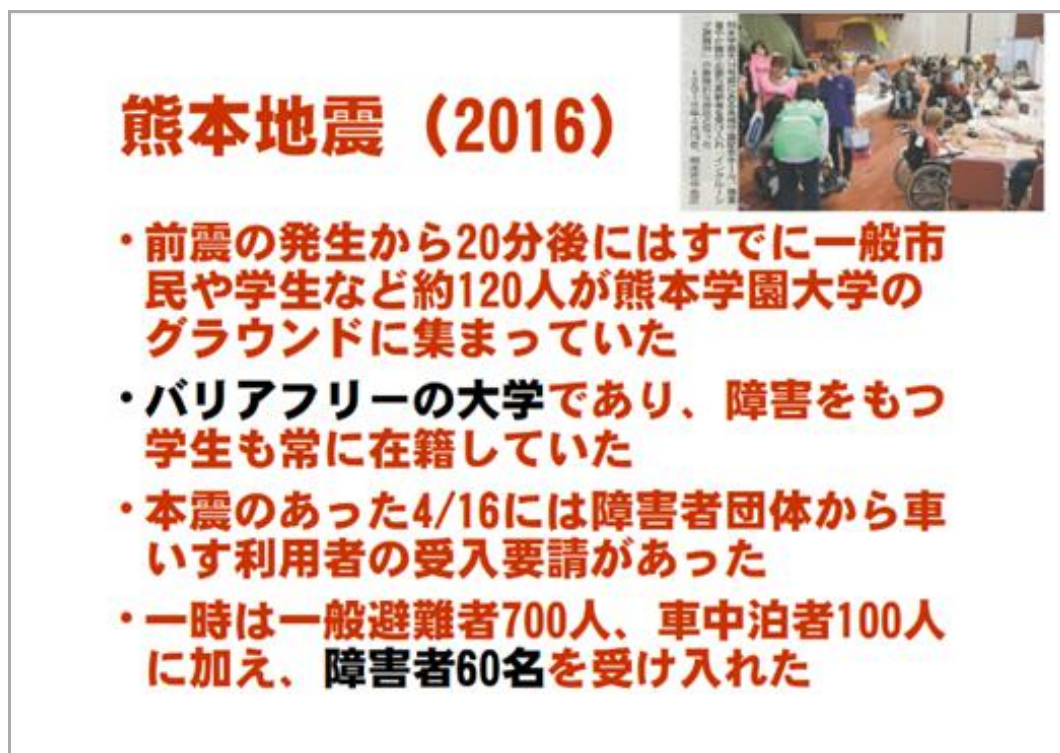 熊本地震（2016）
・前震の発生から20分後にはすでに一般市
民や学生など約120人が熊本学園大学の
グラウンドに集まっていた
・バリアフリーの大学であり、障害をもつ
学生も常に在籍していた
・本震のあった4/16には障害者団体から車
いす利用者の受入要請があった
・一時は一般避難者700人、車中泊者100人
に加え、障害者60名を受け入れた